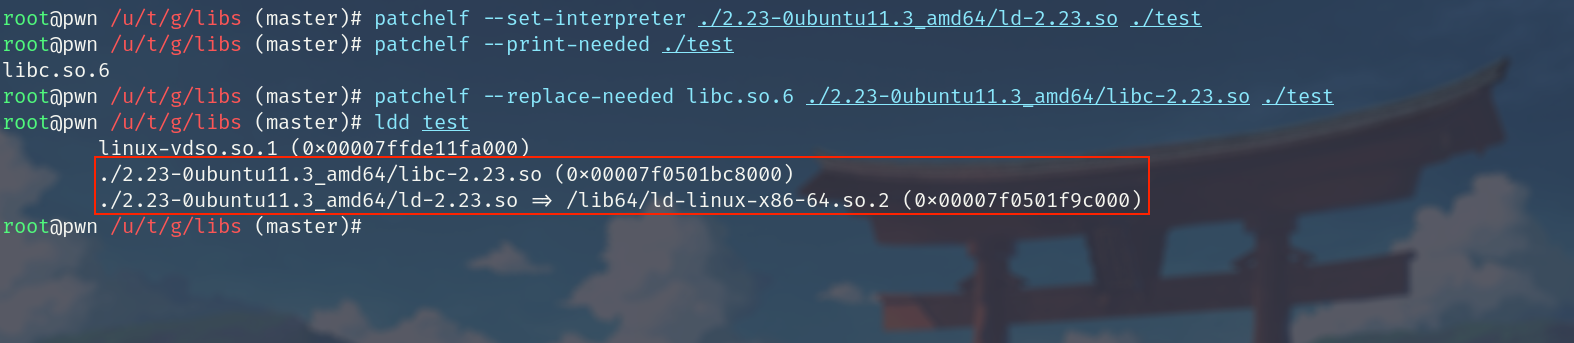 root@pwn /u/t/g/libs (master)# patchelf --set-interpreter ./2.23-0ubuntu11.3_amd64/ld-2.23.so ./test
root@pwn /u/t/g/libs (master)# patchelf --print-needed ./test
libc.so.6
root@pwn /u/t/g/libs (master)# patchelf --replace-needed libc.so.6 ./2.23-0ubuntu11.3_amd64/libc-2.23.so ./test
root@pwn /u/t/g/libs (master)# ldd test
linux-vdso.so.1 (0x00007ffde11fa000)
./2.23-0ubuntu11.3_amd64/libc-2.23.so (0x00007f0501bc8000)
./2.23-0ubuntu11.3_amd64/ld-2.23.so => /lib64/ld-linux-x86-64.so.2 (0x00007f0501f9c000)
root@pwn /u/t/g/libs (master)#